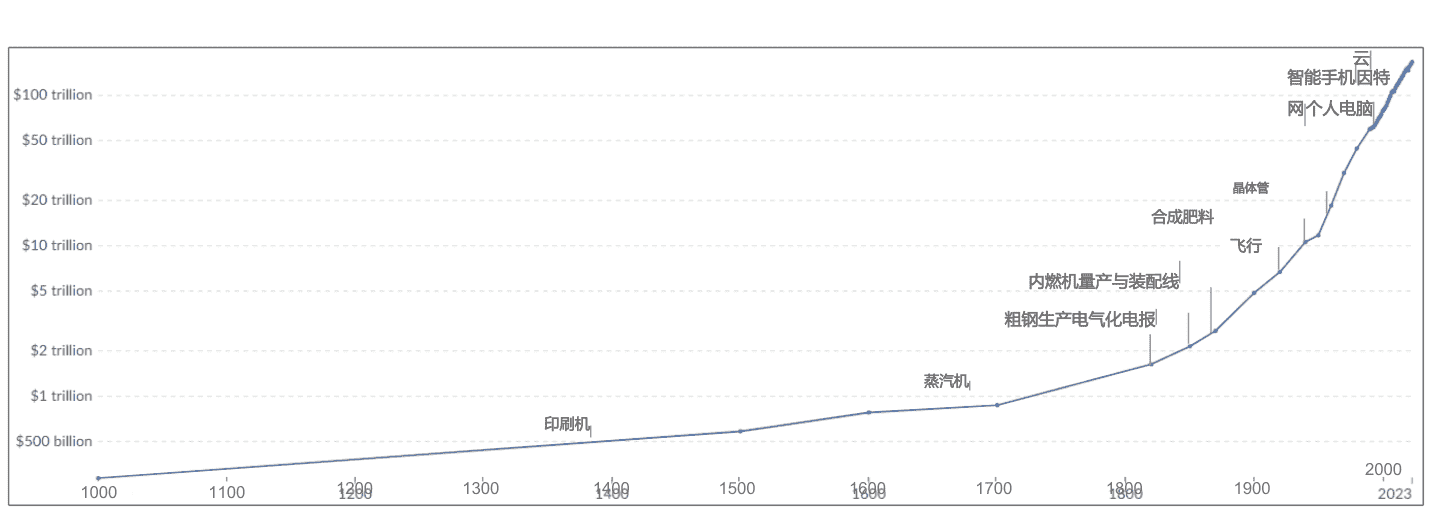 云
智能手机因特
$100 trillion
网个人电脑
$50 trillion
晶体管
$20 trillion
合成肥料
$10 trillion
飞行
内燃机量产与装配线
$5 trillion
粗钢生产电气化电报
$2 trillion
蒸汽机
$1 trillion
印刷机
$500 billion
2000
1000 1100 1200 1300 1400 1500 1600 1700 1800 1900 2023